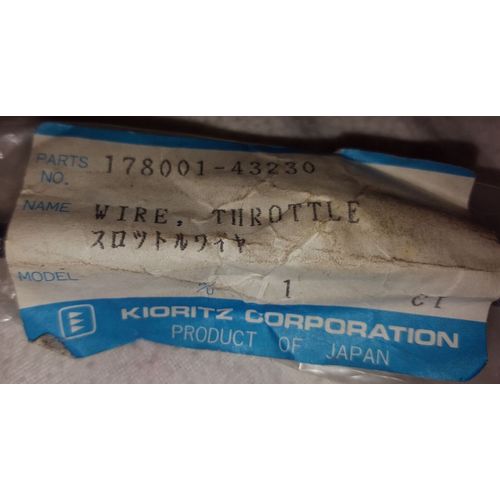 PARTS NO. 178001-43230
NAME WIRE, THROTTLE
スロツトルワイヤ
MODEL
1
KIORITZ CORPORATION
PRODUCT OF JAPAN